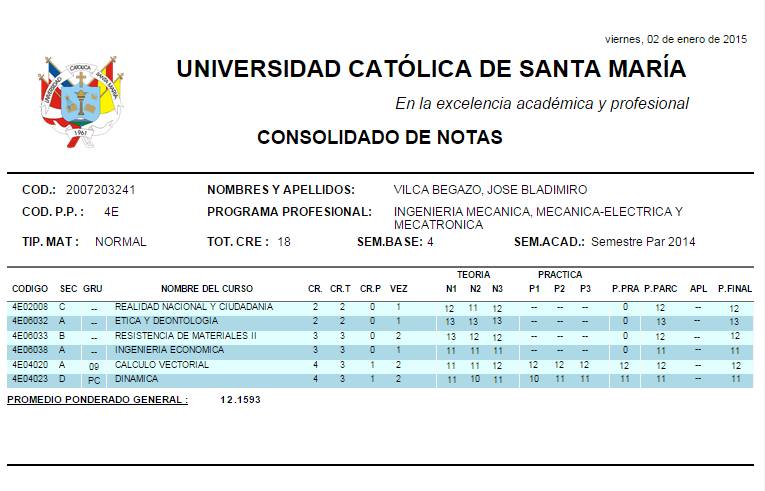 viernes, 02 de enero de 2015
UNIVERSIDAD CATÓLICA DE SANTA MARÍA
En la excelencia académica y profesional
CONSOLIDADO DE NOTAS
COD.: 2007203241 NOMBRES Y APELLIDOS: VILCA BEGAZO, JOSE BLADIMIRO
COD. P.P. : 4E PROGRAMA PROFESIONAL: INGENIERIA MECANICA, MECANICA-ELECTRICA Y
MECATRONICA
TIP. MAT : NORMAL TOT. CRE : 18 SEM.BASE: 4 SEM.ACAD.: Semestre Par 2014
TEORIA PRACTICA
CODIGO SEC GRU NOMBRE DEL CURSO CR. CR.T CR.P VEZ N1 N2 N3 P1 P2 P3 P.PRA P.PARC APL P.FINAL
4E02008 C -- REALIDAD NACIONAL Y CIUDADANIA 2 2 0 1 12 11 12 -- -- -- 0 12 -- 12
4E06032 A -- ETICA Y DEONTOLOGIA 2 2 0 1 13 13 13 -- -- -- 0 13 -- 13
4E06033 B -- RESISTENCIA DE MATERIALES II 3 3 0 2 13 12 12 -- -- -- 0 12 -- 12
4E06038 A -- INGENIERIA ECONOMICA 3 3 0 1 11 11 11 -- -- -- 0 11 -- 11
4E04020 A 09 CALCULO VECTORIAL 4 3 1 2 11 11 12 12 12 12 12 12 -- 12
4E04023 D PC DINAMICA 4 3 1 2 11 10 11 10 11 11 11 11 -- 11
PROMEDIO PONDERADO GENERAL : 12.1593
UNIVERSIDAD CATOLICA SANTA MARIA
1961